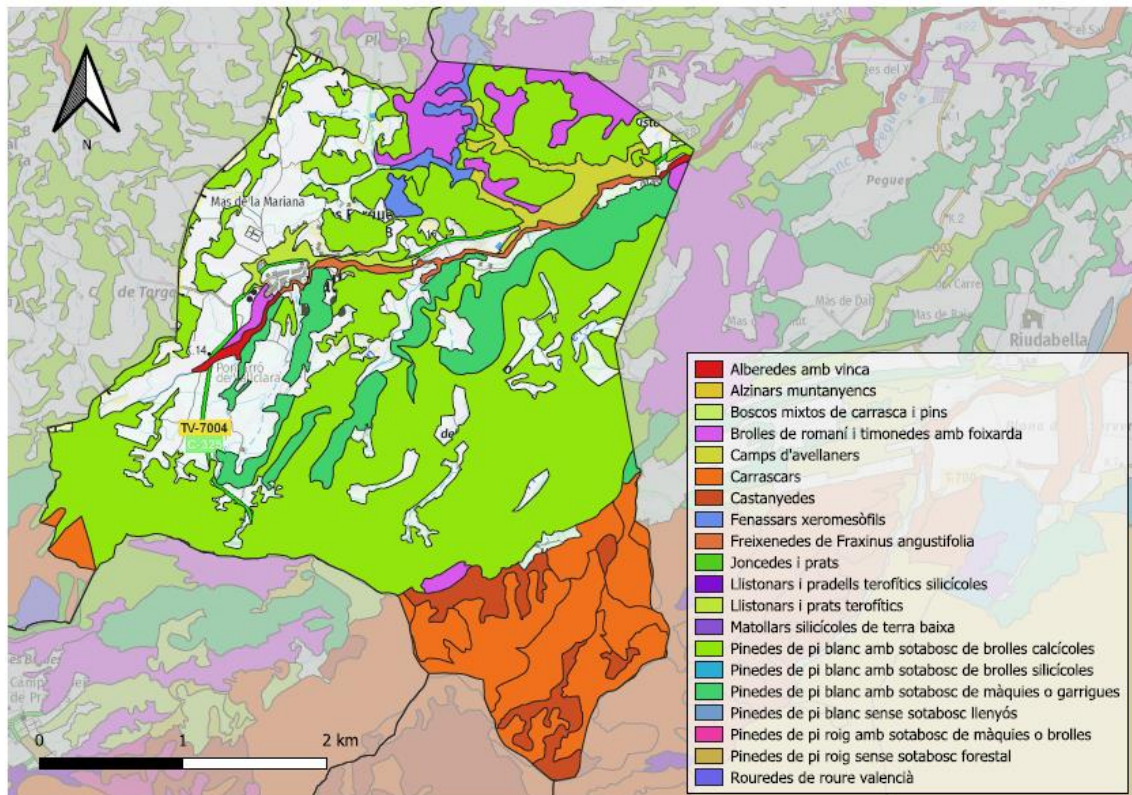 N
Mas de la Mariana
14
TV-7004
C-325
Peguer
K.1
K.2
Riudabella
0 1 2 km
Alberedes amb vinca
Alzinars muntanyencs
Boscos mixtos de carrasca i pins
Brolles de romaní i timonedes amb foixarda
Camps d'avellaners
Carrascars
Castanyedes
Fenassars xeromesòfils
Freixenedes de Fraxinus angustifolia
Joncedes i prats
Llistonars i pradells terofítics silicícoles
Llistonars i prats terofítics
Matollars silicícoles de terra baixa
Pinedes de pi blanc amb sotabosc de brolles calcícoles
Pinedes de pi blanc amb sotabosc de brolles silicícoles
Pinedes de pi blanc amb sotabosc de màquies o garrigues
Pinedes de pi blanc sense sotabosc llenyós
Pinedes de pi roig amb sotabosc de màquies o brolles
Pinedes de pi roig sense sotabosc forestal
Rouredes de roure valencià